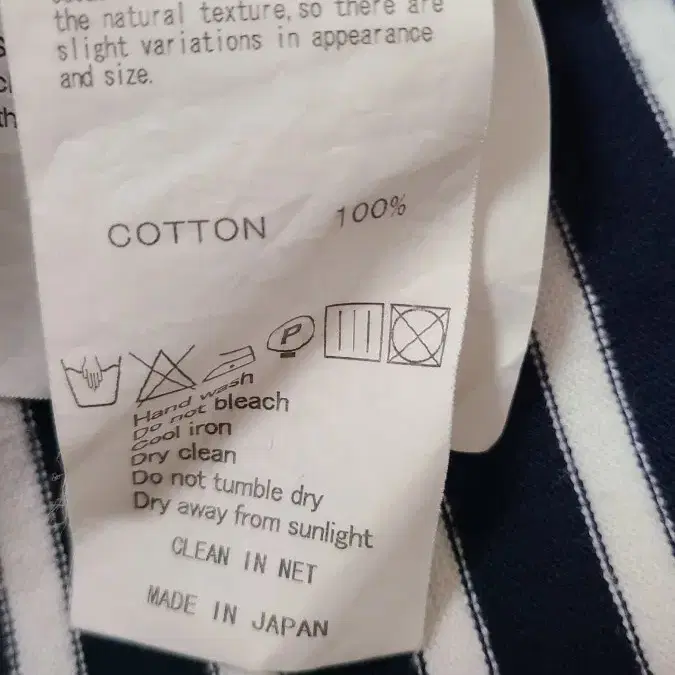 the natural texture, so there are
slight variations in appearance
and size.
COTTON 100%
P
Hand wash
Do not bleach
Cool iron
Dry clean
Do not tumble dry
Dry away from sunlight
CLEAN IN NET
MADE IN JAPAN